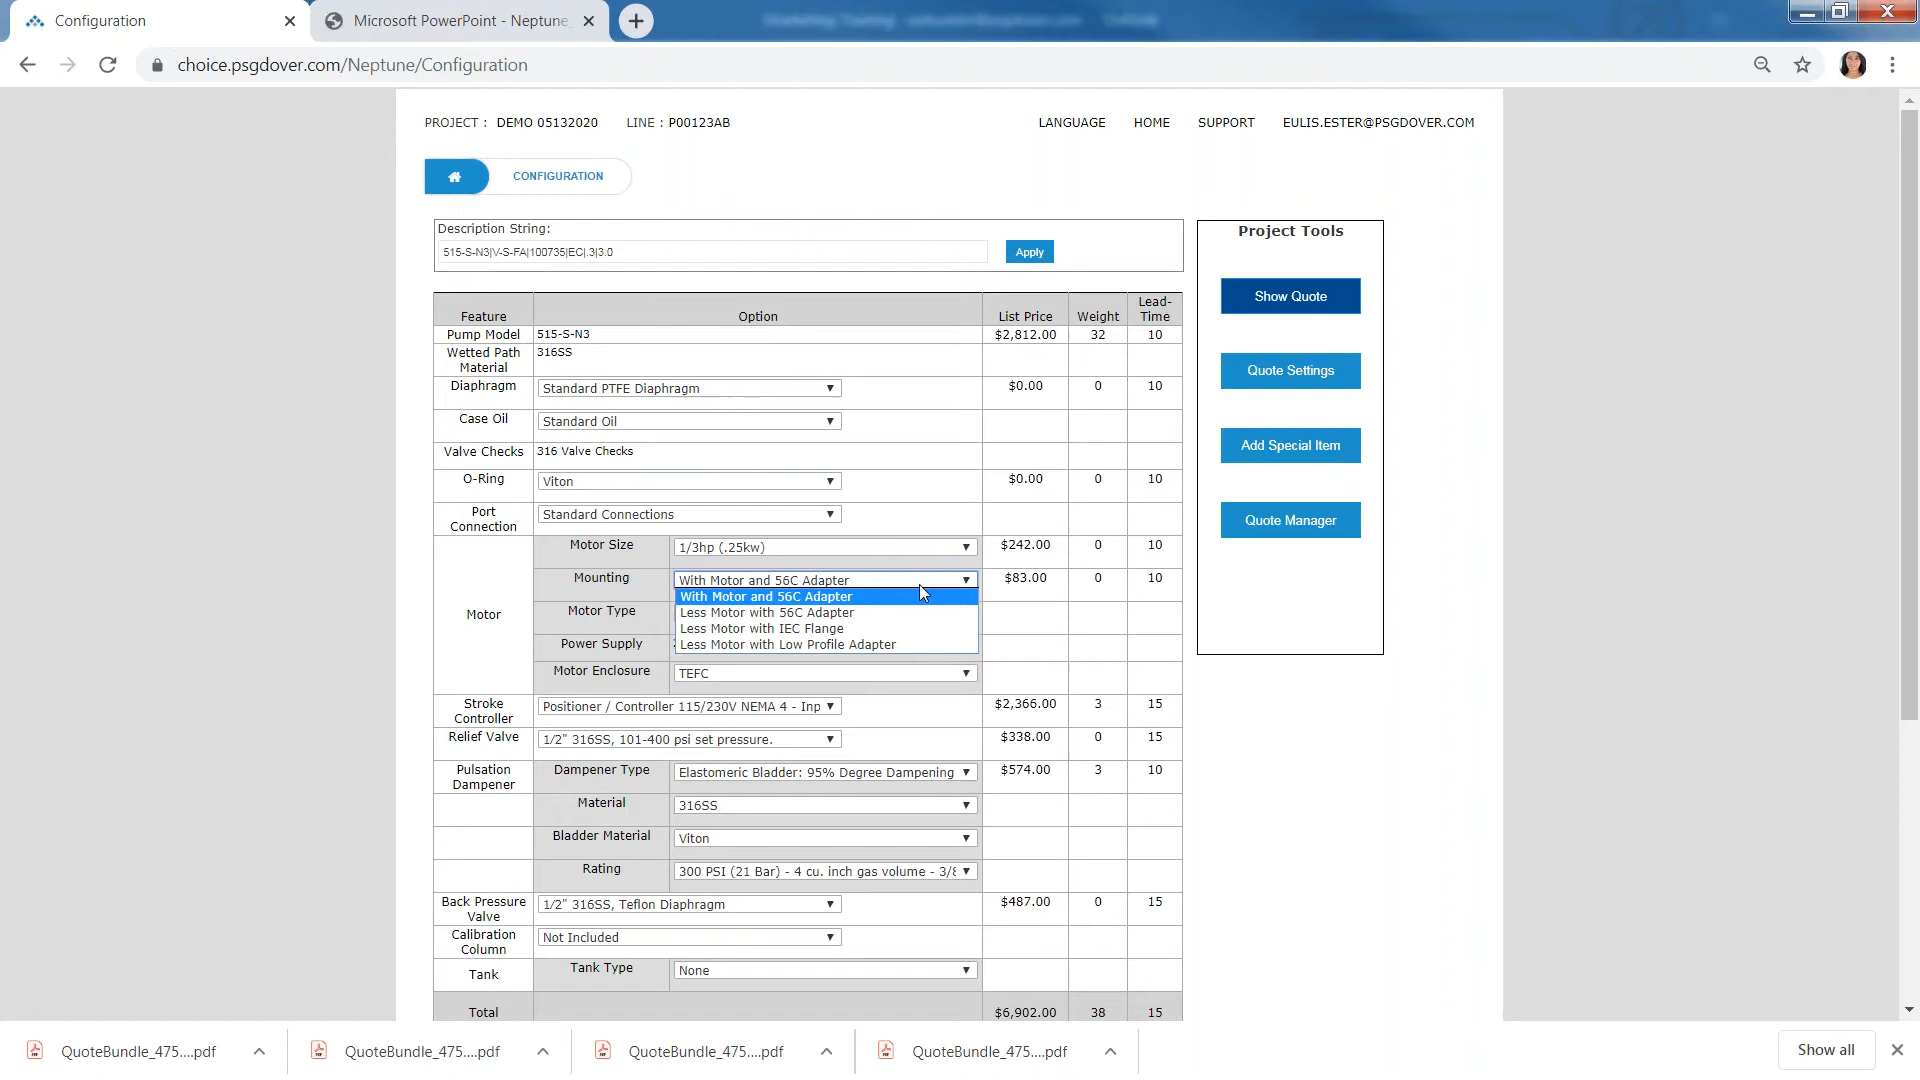 Configuration
Microsoft PowerPoint - Neptune
choice.psgdover.com/Neptune/Configuration
PROJECT : DEMO 05132020 LINE : P00123AB
LANGUAGE HOME SUPPORT EULIS.ESTER@PSGDOVER.COM
CONFIGURATION
Description String:
515-S-N3|V-S-FA|100735|EC|.3|3.0
Apply
Project Tools
Show Quote
Quote Settings
Add Special Item
Quote Manager
Feature Option List Price Weight Lead-Time
Pump Model 515-S-N3 $2,812.00 32 10
Wetted Path Material 316SS
Diaphragm Standard PTFE Diaphragm $0.00 0 10
Case Oil Standard Oil
Valve Checks 316 Valve Checks
O-Ring Viton $0.00 0 10
Port Connection Standard Connections
Motor
Motor Size 1/3hp (.25kw) $242.00 0 10
Mounting With Motor and 56C Adapter $83.00 0 10
With Motor and 56C Adapter
Less Motor with 56C Adapter
Less Motor with IEC Flange
Less Motor with Low Profile Adapter
Motor Type
Power Supply
Motor Enclosure TEFC
Stroke Controller Positioner / Controller 115/230V NEMA 4 - Inp $2,366.00 3 15
Relief Valve 1/2" 316SS, 101-400 psi set pressure. $338.00 0 15
Pulsation Dampener Dampener Type Elastomeric Bladder: 95% Degree Dampening $574.00 3 10
Material 316SS
Bladder Material Viton
Rating 300 PSI (21 Bar) - 4 cu. inch gas volume - 3/8
Back Pressure Valve 1/2" 316SS, Teflon Diaphragm $487.00 0 15
Calibration Column Not Included
Tank Tank Type None
Total $6,902.00 38 15
QuoteBundle_475....pdf
QuoteBundle_475....pdf
QuoteBundle_475....pdf
QuoteBundle_475....pdf
Show all